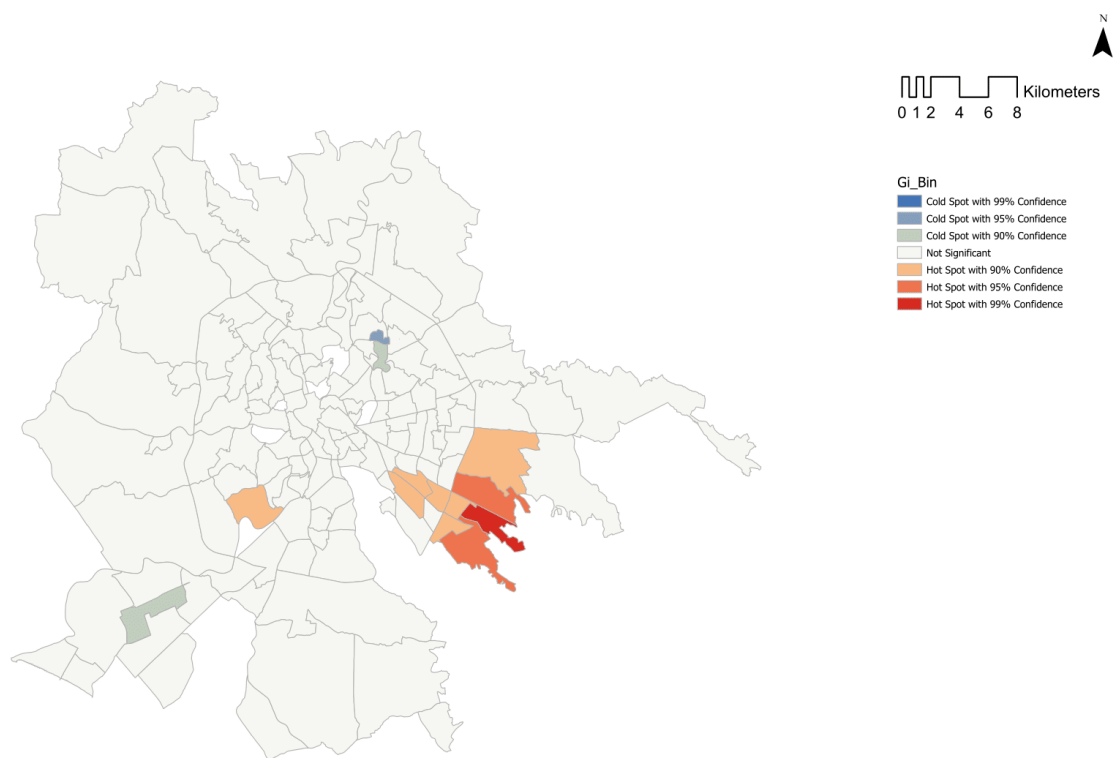 N
Kilometers
0 1 2 4 6 8
Gi_Bin
Cold Spot with 99% Confidence
Cold Spot with 95% Confidence
Cold Spot with 90% Confidence
Not Significant
Hot Spot with 90% Confidence
Hot Spot with 95% Confidence
Hot Spot with 99% Confidence